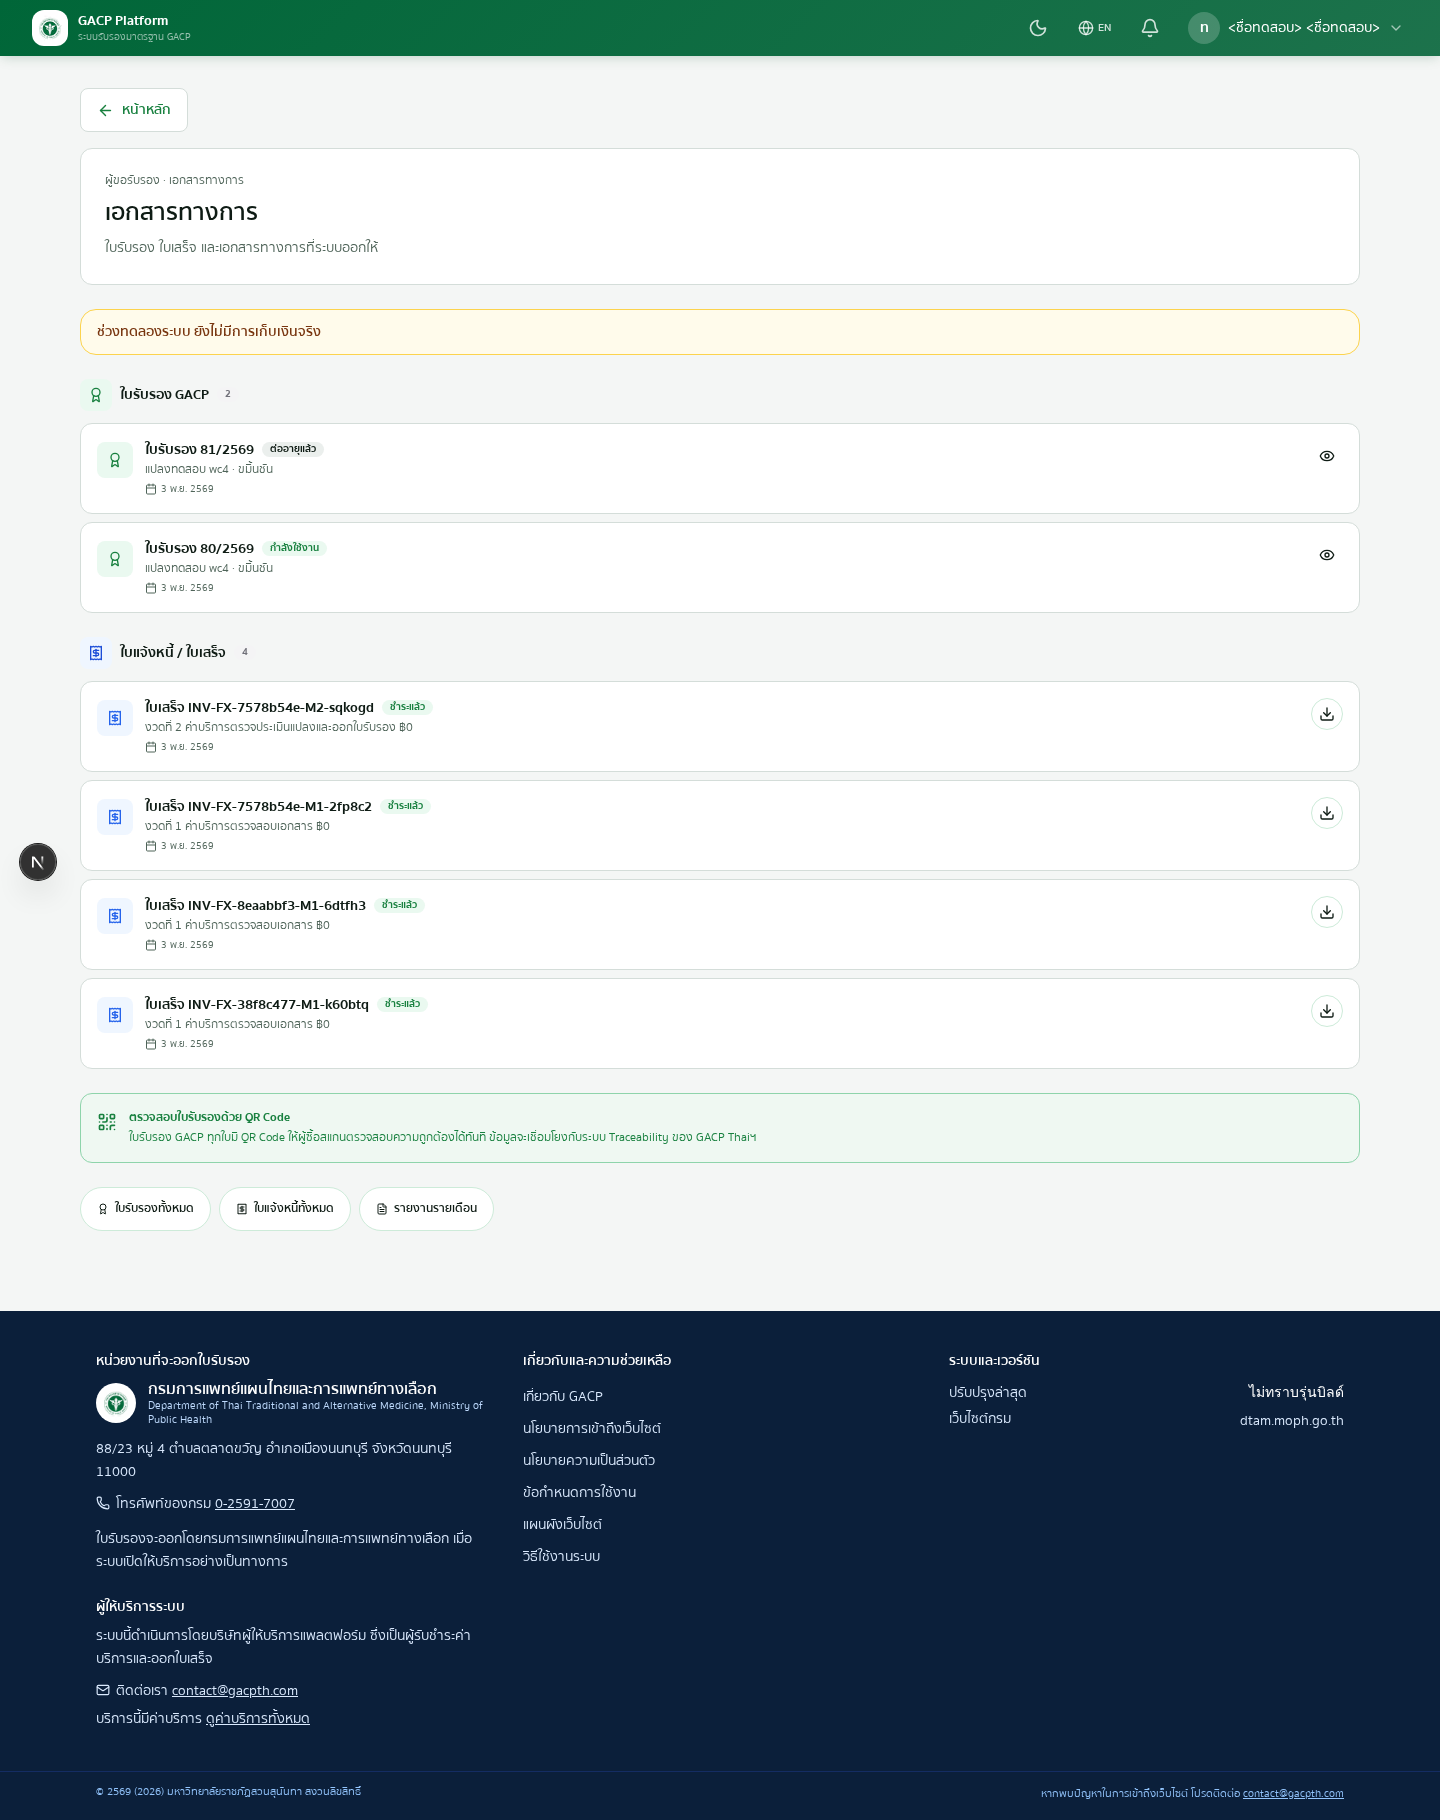 GACP Platform
ระบบรับรองมาตรฐาน GACP
EN
ท
<ชื่อทดสอบ> <ชื่อทดสอบ>
หน้าหลัก
ผู้ขอรับรอง · เอกสารทางการ
เอกสารทางการ
ใบรับรอง ใบเสร็จ และเอกสารทางการที่ระบบออกให้
ช่วงทดลองระบบ ยังไม่มีการเก็บเงินจริง
ใบรับรอง GACP 2
ใบรับรอง 81/2569 ต่ออายุแล้ว
แปลงทดสอบ wc4 · ขมิ้นชัน
3 พ.ย. 2569
ใบรับรอง 80/2569 กำลังใช้งาน
แปลงทดสอบ wc4 · ขมิ้นชัน
3 พ.ย. 2569
ใบแจ้งหนี้ / ใบเสร็จ 4
ใบเสร็จ INV-FX-7578b54e-M2-sqkogd ชำระแล้ว
งวดที่ 2 ค่าบริการตรวจประเมินแปลงและออกใบรับรอง ฿0
3 พ.ย. 2569
ใบเสร็จ INV-FX-7578b54e-M1-2fp8c2 ชำระแล้ว
งวดที่ 1 ค่าบริการตรวจสอบเอกสาร ฿0
3 พ.ย. 2569
ใบเสร็จ INV-FX-8eaabbf3-M1-6dtfh3 ชำระแล้ว
งวดที่ 1 ค่าบริการตรวจสอบเอกสาร ฿0
3 พ.ย. 2569
ใบเสร็จ INV-FX-38f8c477-M1-k60btq ชำระแล้ว
งวดที่ 1 ค่าบริการตรวจสอบเอกสาร ฿0
3 พ.ย. 2569
N
ตรวจสอบใบรับรองด้วย QR Code
ใบรับรอง GACP ทุกใบมี QR Code ให้ผู้ซื้อสแกนตรวจสอบความถูกต้องได้ทันที ข้อมูลจะเชื่อมโยงกับระบบ Traceability ของ GACP Thaiฯ
ใบรับรองทั้งหมด
ใบแจ้งหนี้ทั้งหมด
รายงานรายเดือน
หน่วยงานที่จะออกใบรับรอง
กรมการแพทย์แผนไทยและการแพทย์ทางเลือก
Department of Thai Traditional and Alternative Medicine, Ministry of
Public Health
88/23 หมู่ 4 ตำบลตลาดขวัญ อำเภอเมืองนนทบุรี จังหวัดนนทบุรี
11000
โทรศัพท์ของกรม 0-2591-7007
ใบรับรองจะออกโดยกรมการแพทย์แผนไทยและการแพทย์ทางเลือก เมื่อ
ระบบเปิดให้บริการอย่างเป็นทางการ
ผู้ให้บริการระบบ
ระบบนี้ดำเนินการโดยบริษัทผู้ให้บริการแพลตฟอร์ม ซึ่งเป็นผู้รับชำระค่า
บริการและออกใบเสร็จ
ติดต่อเรา contact@gacpth.com
บริการนี้มีค่าบริการ ดูค่าบริการทั้งหมด
เกี่ยวกับและความช่วยเหลือ
เกี่ยวกับ GACP
นโยบายการเข้าถึงเว็บไซต์
นโยบายความเป็นส่วนตัว
ข้อกำหนดการใช้งาน
แผนผังเว็บไซต์
วิธีใช้งานระบบ
ระบบและเวอร์ชัน
ปรับปรุงล่าสุด ไม่ทราบรุ่นบิลด์
เว็บไซต์กรม dtam.moph.go.th
© 2569 (2026) มหาวิทยาลัยราชภัฏสวนสุนันทา สงวนลิขสิทธิ์
หากพบปัญหาในการเข้าถึงเว็บไซต์ โปรดติดต่อ contact@gacpth.com